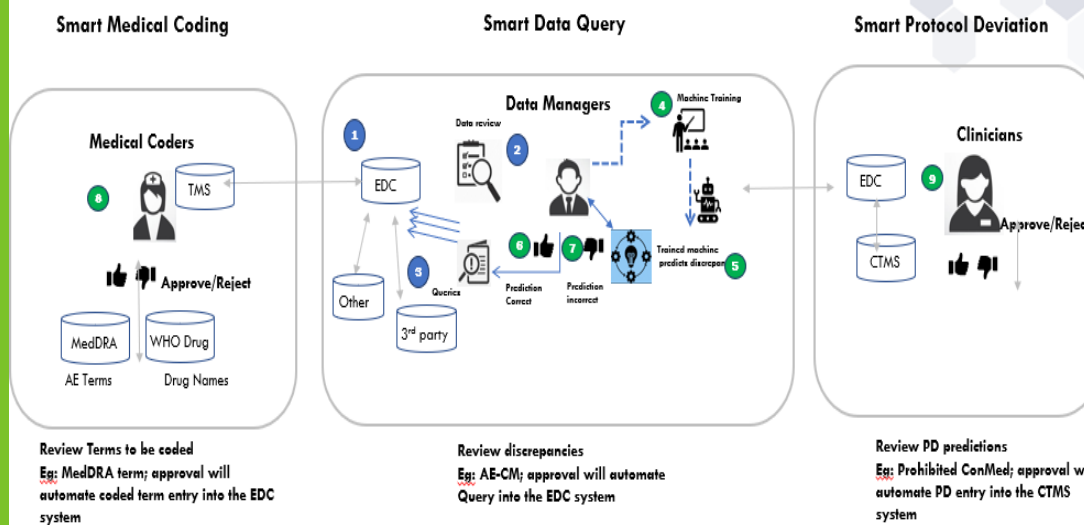 Smart Medical Coding
Smart Data Query
Smart Protocol Deviation
Medical Coders
8
TMS
Approve/Reject
MedDRA
WHO Drug
AE Terms
Drug Names
Data Managers
1
EDC
Data review
2
4
Machine Training
Trained machine
predicts discrepan
5
6
7
3
Queries
Prediction
Correct
Prediction
incorrect
Other
3rd party
Clinicians
EDC
9
Approve/Reject
CTMS
Review Terms to be coded
Eg: MedDRA term; approval will
automate coded term entry into the EDC
system
Review discrepancies
Eg: AE-CM; approval will automate
Query into the EDC system
Review PD predictions
Eg: Prohibited ConMed; approval w
automate PD entry into the CTMS
system